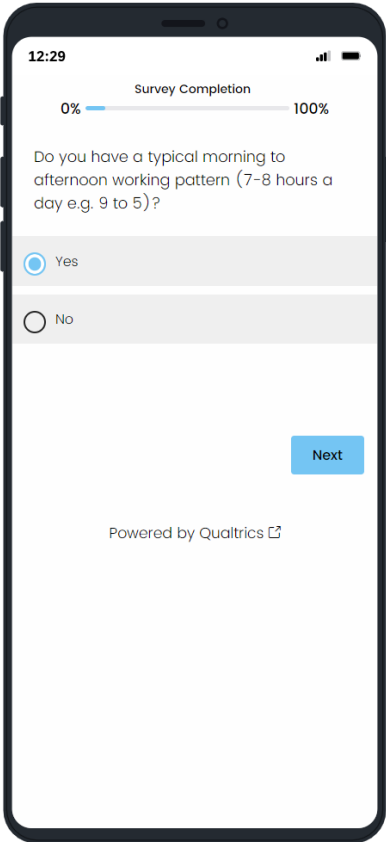 12:29
Survey Completion
0% 100%
Do you have a typical morning to
afternoon working pattern (7-8 hours a
day e.g. 9 to 5)?
Yes
No
Next
Powered by Qualtrics